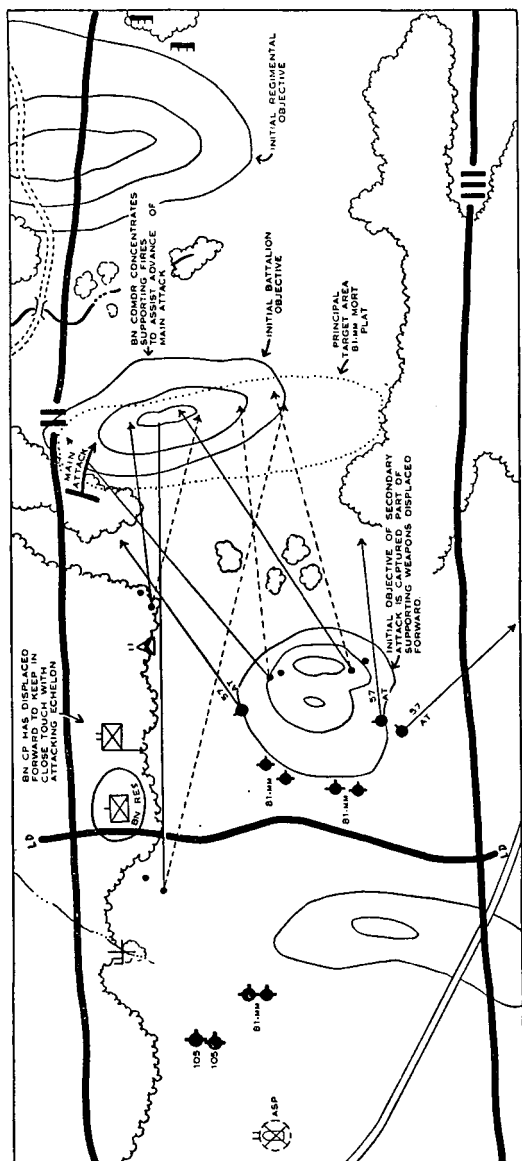 INITIAL REGIMENTAL
OBJECTIVE
BN COMDR CONCENTRATES
SUPPORTING FIRES
TO ASSIST ADVANCE OF
MAIN ATTACK
INITIAL BATTALION
OBJECTIVE
PRINCIPAL
TARGET AREA
81-MM MORT
PLAT
MAIN
ATTACK
INITIAL OBJECTIVE OF SECONDARY
ATTACK IS CAPTURED PART OF
SUPPORTING WEAPONS DISPLACED
FORWARD.
BN CP HAS DISPLACED
FORWARD TO KEEP IN
CLOSE TOUCH WITH
ATTACKING ECHELON
57
AT
57
AT
57
AT
81-MM
81-MM
BN RES
LD
LD
81-MM
105
105
ASP